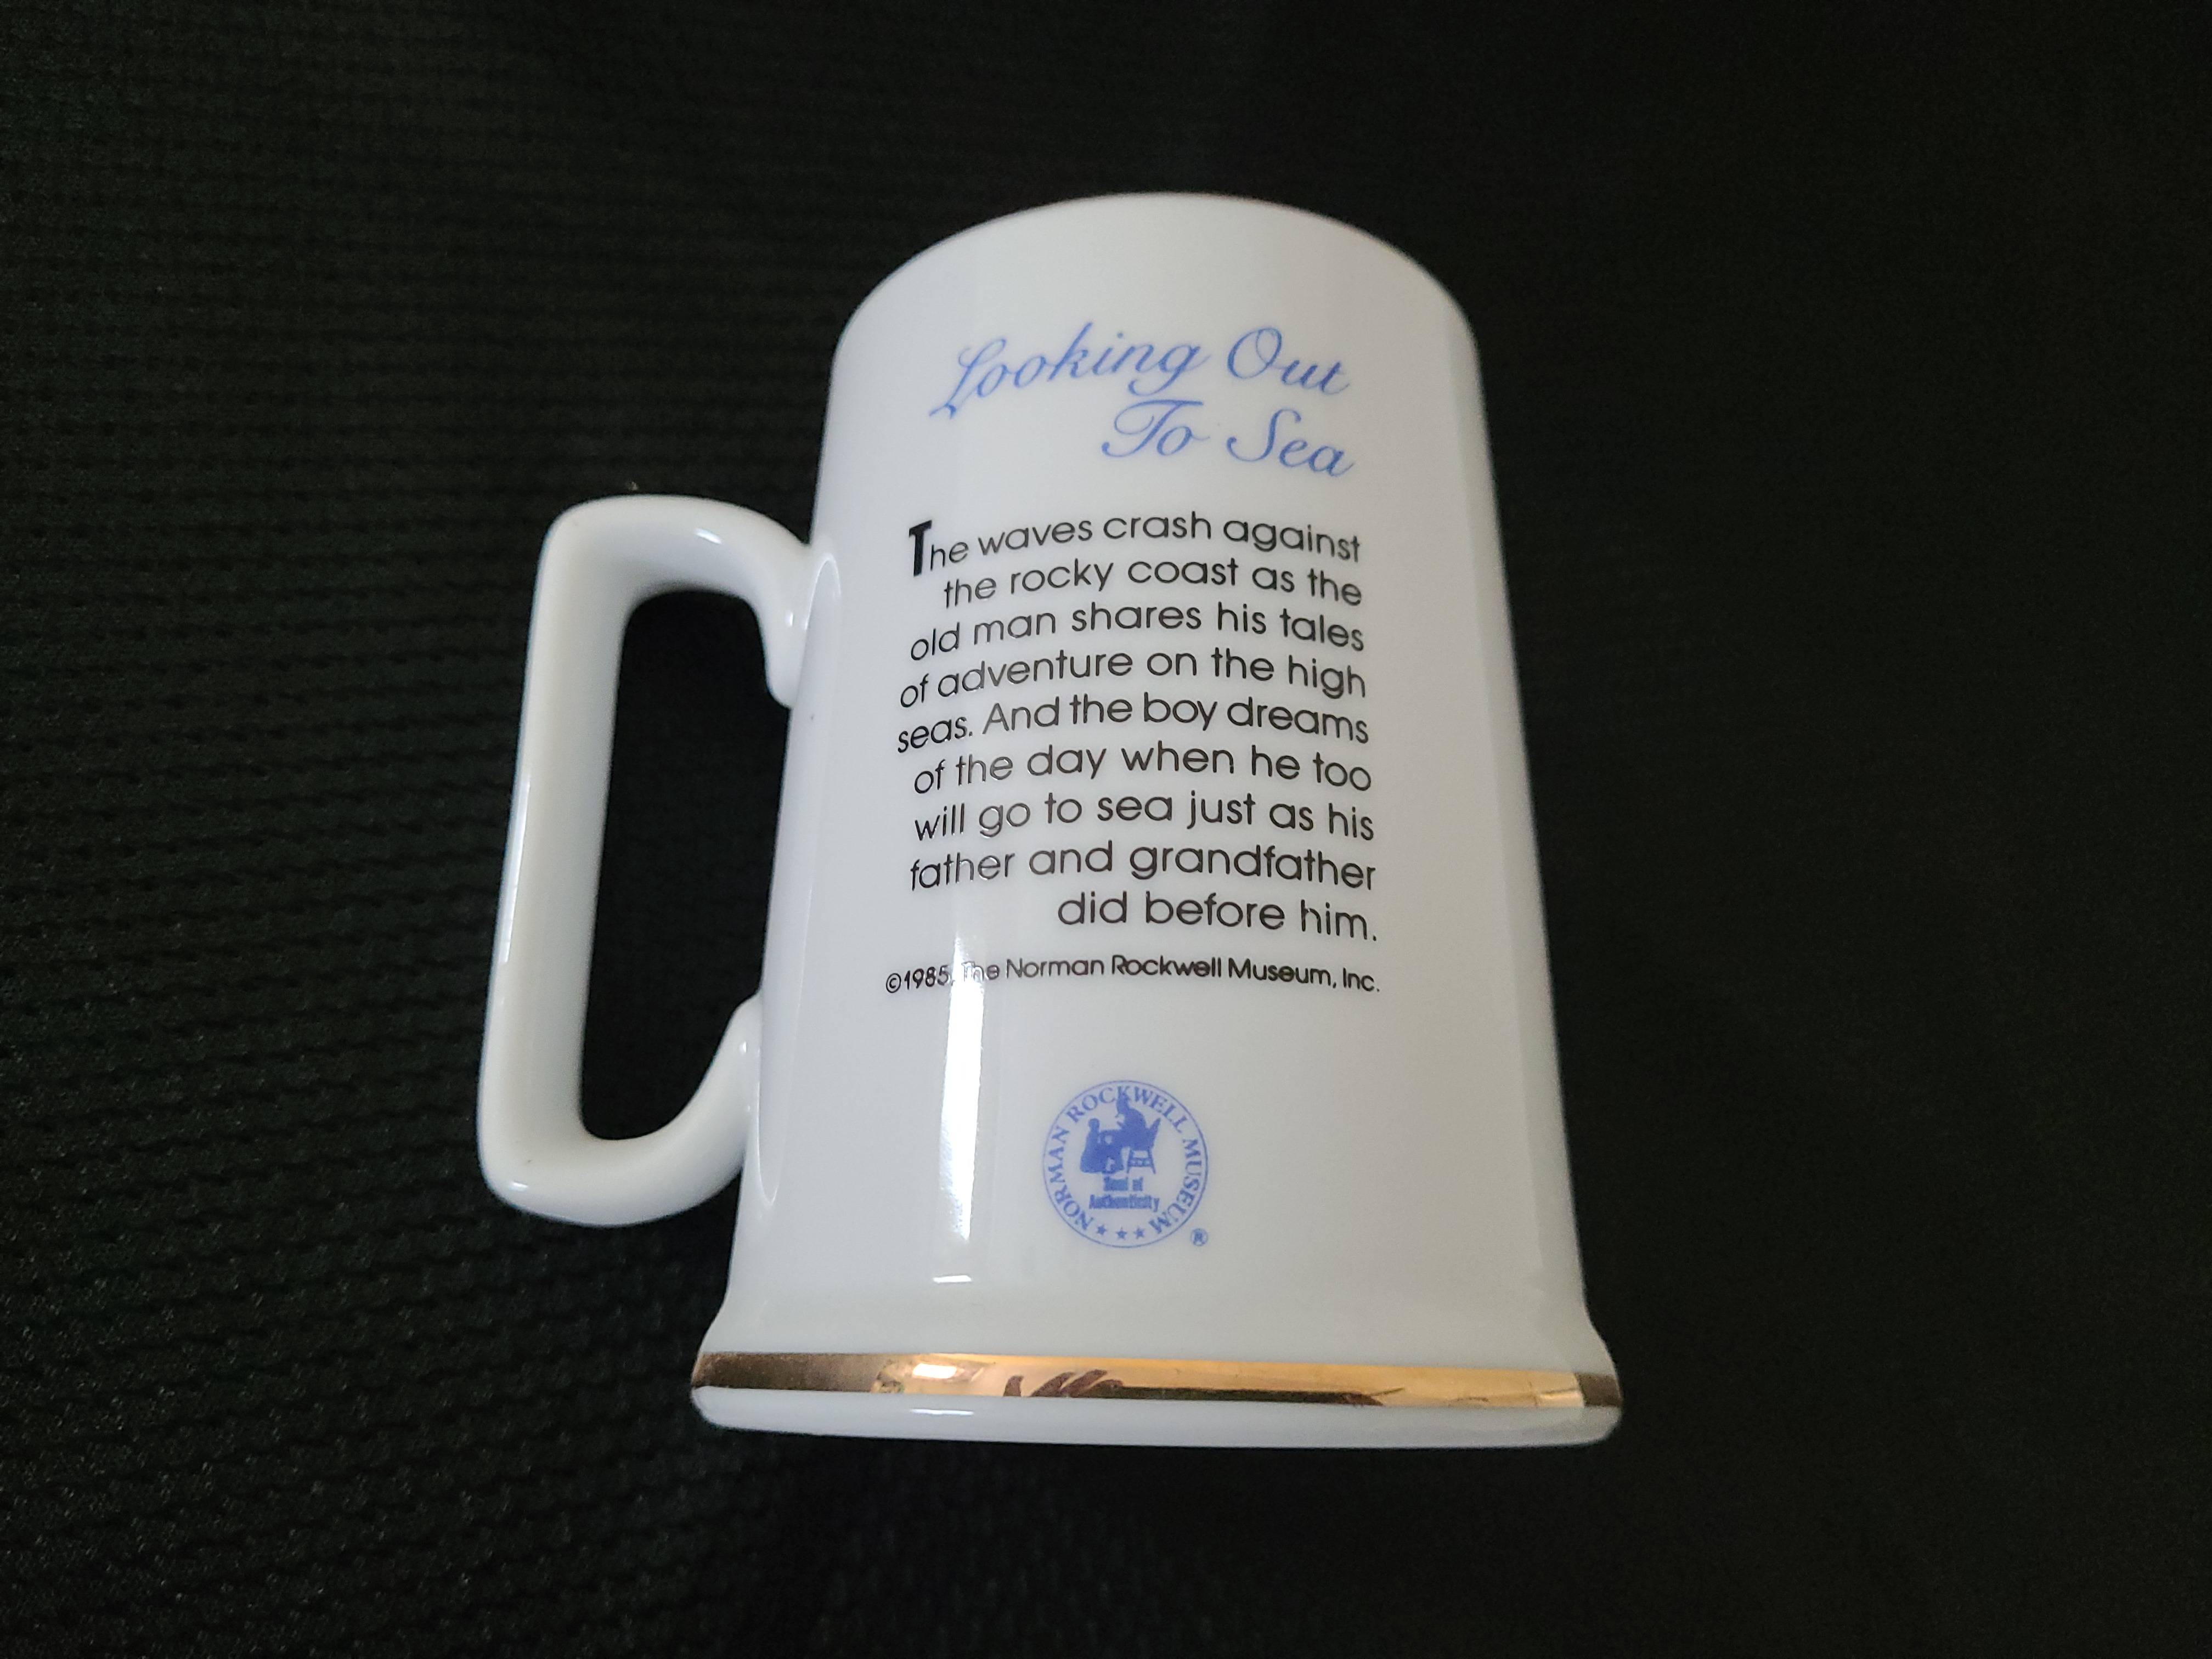 Looking Out
To Sea
The waves crash against
the rocky coast as the
old man shares his tales
of adventure on the high
seas. And the boy dreams
of the day when he too
will go to sea just as his
father and grandfather
did before him.
©1985, The Norman Rockwell Museum, Inc.
NORMAN ROCKWELL MUSEUM
Seal of
Authenticity
®